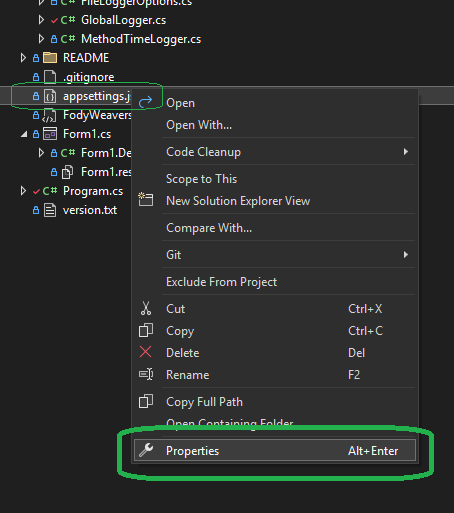 FileLoggerOptions.cs
C# GlobalLogger.cs
C# MethodTimeLogger.cs
README
.gitignore
appsettings.js
FodyWeavers
Form1.cs
C# Form1.De
Form1.res
C# Program.cs
version.txt
Open
Open With...
Code Cleanup
Scope to This
New Solution Explorer View
Compare With...
Git
Exclude From Project
Cut Ctrl+X
Copy Ctrl+C
Delete Del
Rename F2
Copy Full Path
Open Containing Folder
Properties Alt+Enter